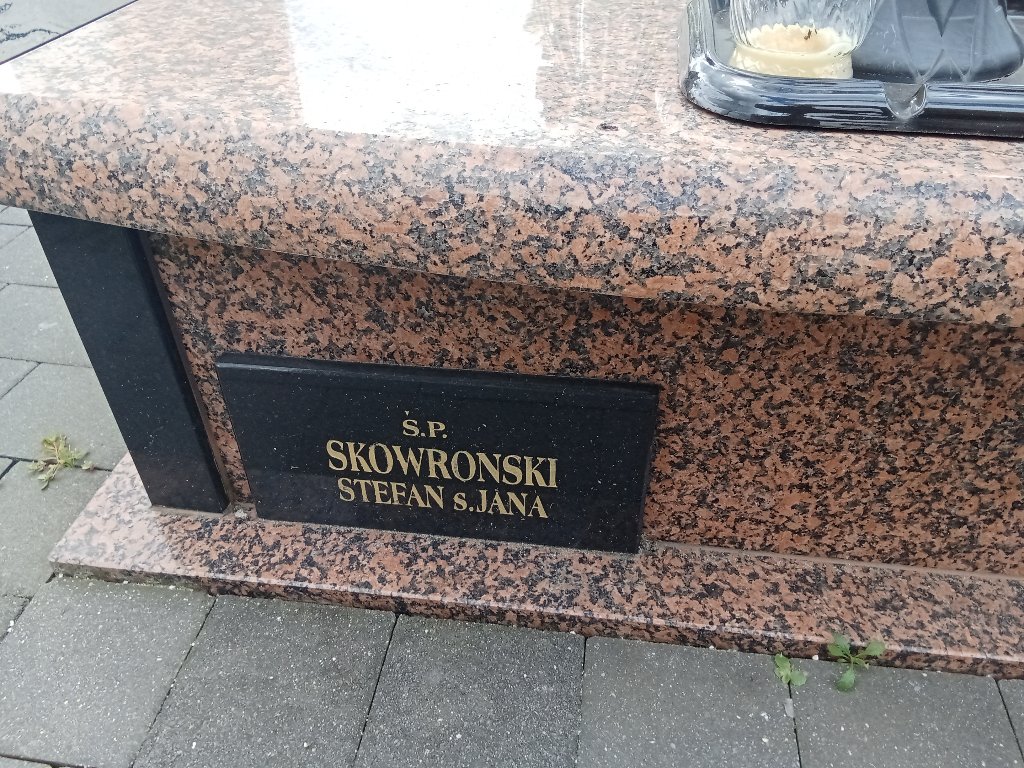 Ś.P.
SKOWRONSKI
STEFAN s.JANA